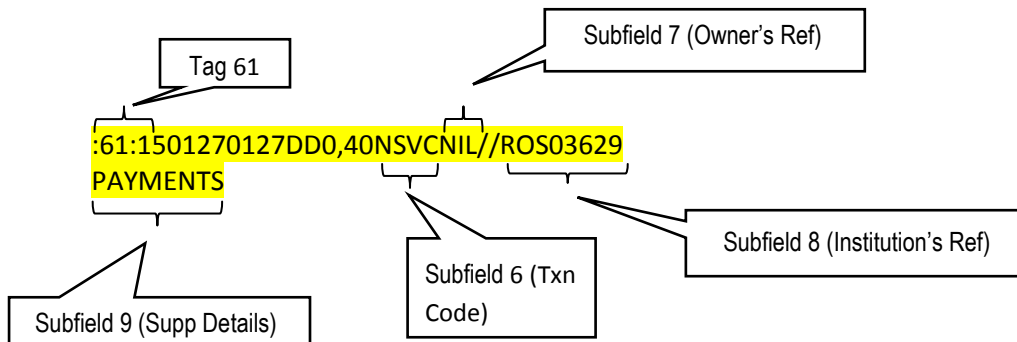 Subfield 7 (Owner's Ref)
Tag 61
:61:1501270127DD0,40NSVCNIL//ROS03629
PAYMENTS
Subfield 8 (Institution's Ref)
Subfield 6 (Txn
Code)
Subfield 9 (Supp Details)